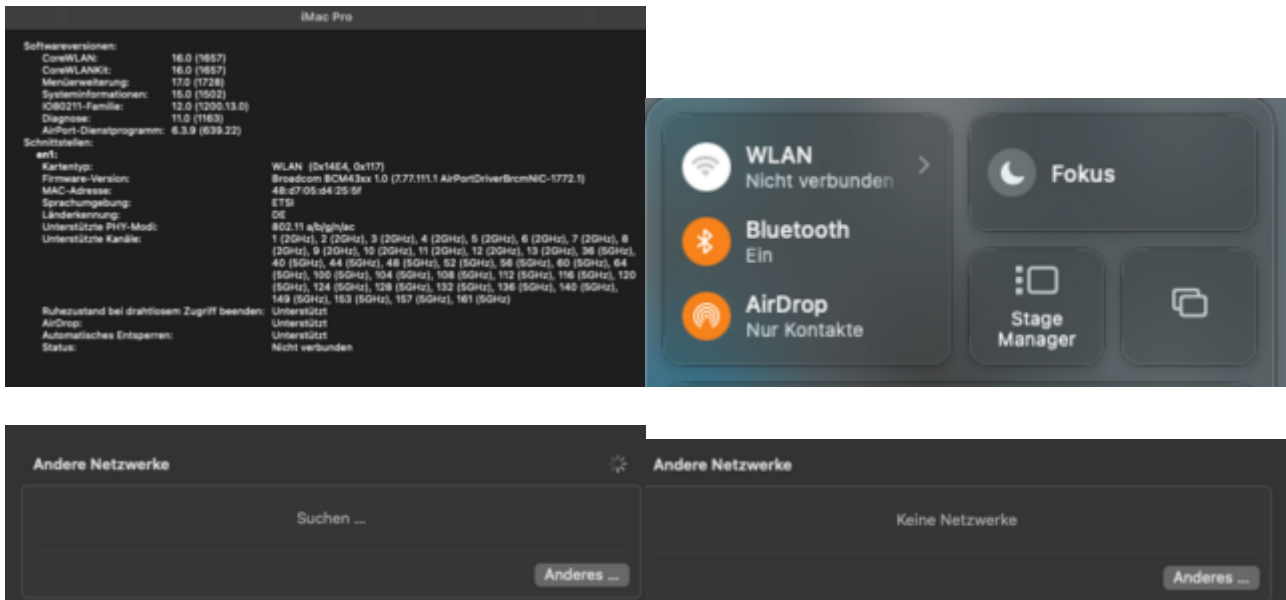 iMac Pro
Softwareversionen:
CoreWLAN: 16.0 (1657)
CoreWLANKit: 16.0 (1657)
Menüerweiterung: 17.0 (1728)
Systeminformationen: 15.0 (1502)
IO80211-Familie: 12.0 (1200.13.0)
Diagnose: 11.0 (1163)
AirPort-Dienstprogramm: 6.3.9 (639.22)
Schnittstellen:
en1:
Kartentyp: WLAN (0x14E4, 0x117)
Firmware-Version: Broadcom BCM43xx 1.0 (7.77.111.1 AirPortDriverBrcmNIC-1772.1)
MAC-Adresse: 48:d7:05:d4:25:5f
Sprachumgebung: ETSI
Länderkennung: DE
Unterstützte PHY-Modi: 802.11 a/b/g/n/ac
Unterstützte Kanäle: 1 (2GHz), 2 (2GHz), 3 (2GHz), 4 (2GHz), 5 (2GHz), 6 (2GHz), 7 (2GHz), 8
(2GHz), 9 (2GHz), 10 (2GHz), 11 (2GHz), 12 (2GHz), 13 (2GHz), 36 (5GHz),
40 (5GHz), 44 (5GHz), 48 (5GHz), 52 (5GHz), 56 (5GHz), 60 (5GHz), 64
(5GHz), 100 (5GHz), 104 (5GHz), 108 (5GHz), 112 (5GHz), 116 (5GHz), 120
(5GHz), 124 (5GHz), 128 (5GHz), 132 (5GHz), 136 (5GHz), 140 (5GHz),
149 (5GHz), 153 (5GHz), 157 (5GHz), 161 (5GHz)
Ruhezustand bei drahtlosem Zugriff beenden: Unterstützt
AirDrop: Unterstützt
Automatisches Entsperren: Unterstützt
Status: Nicht verbunden
WLAN
Nicht verbunden
Bluetooth
Ein
AirDrop
Nur Kontakte
Fokus
Stage
Manager
Andere Netzwerke
Suchen ...
Anderes ...
Andere Netzwerke
Keine Netzwerke
Anderes ...